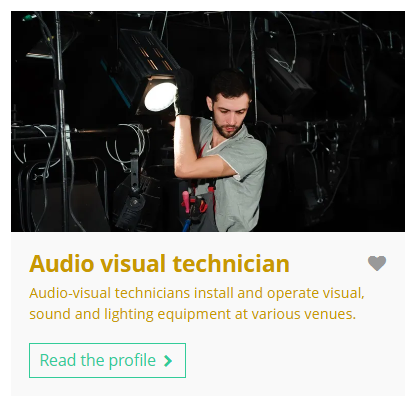 Audio visual technician
Audio-visual technicians install and operate visual,
sound and lighting equipment at various venues.
Read the profile